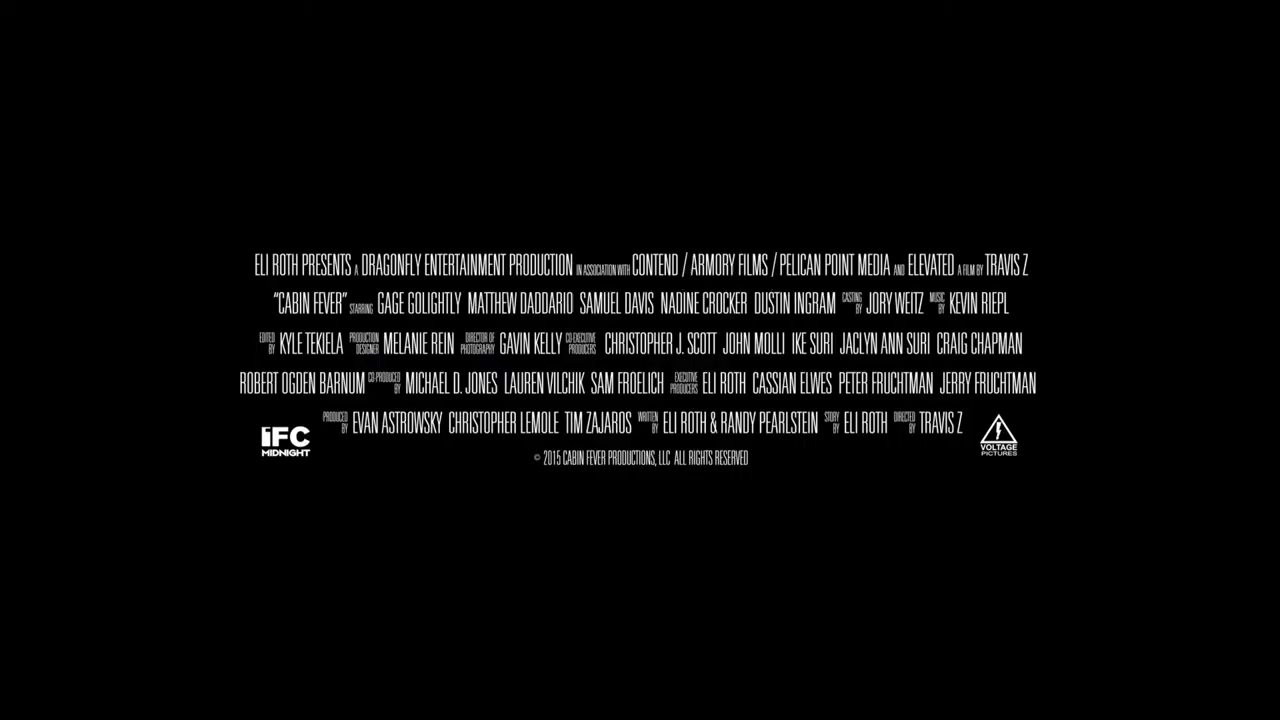 ELI ROTH PRESENTS A DRAGONFLY ENTERTAINMENT PRODUCTION IN ASSOCIATION WITH CONTEND / ARMORY FILMS / PELICAN POINT MEDIA AND ELEVATED A FILM BY TRAVIS Z
"CABIN FEVER" STARRING GAGE GOLIGHTLY MATTHEW DADDARIO SAMUEL DAVIS NADINE CROCKER DUSTIN INGRAM CASTING BY JORY WEITZ MUSIC BY KEVIN RIEPL
EDITED BY KYLE TEKIELA PRODUCTION DESIGNER MELANIE REIN DIRECTOR OF PHOTOGRAPHY GAVIN KELLY CO-EXECUTIVE PRODUCERS CHRISTOPHER J. SCOTT JOHN MOLLI IKE SURI JACLYN ANN SURI CRAIG CHAPMAN
ROBERT OGDEN BARNUM CO-PRODUCED BY MICHAEL D. JONES LAUREN VILCHIK SAM FROELICH EXECUTIVE PRODUCERS ELI ROTH CASSIAN ELWES PETER FRUCHTMAN JERRY FRUCHTMAN
PRODUCED BY EVAN ASTROWSKY CHRISTOPHER LEMOLE TIM ZAJAROS WRITTEN BY ELI ROTH & RANDY PEARLSTEIN STORY BY ELI ROTH DIRECTED BY TRAVIS Z
IFC
MIDNIGHT
VOLTAGE
PICTURES
© 2015 CABIN FEVER PRODUCTIONS, LLC ALL RIGHTS RESERVED